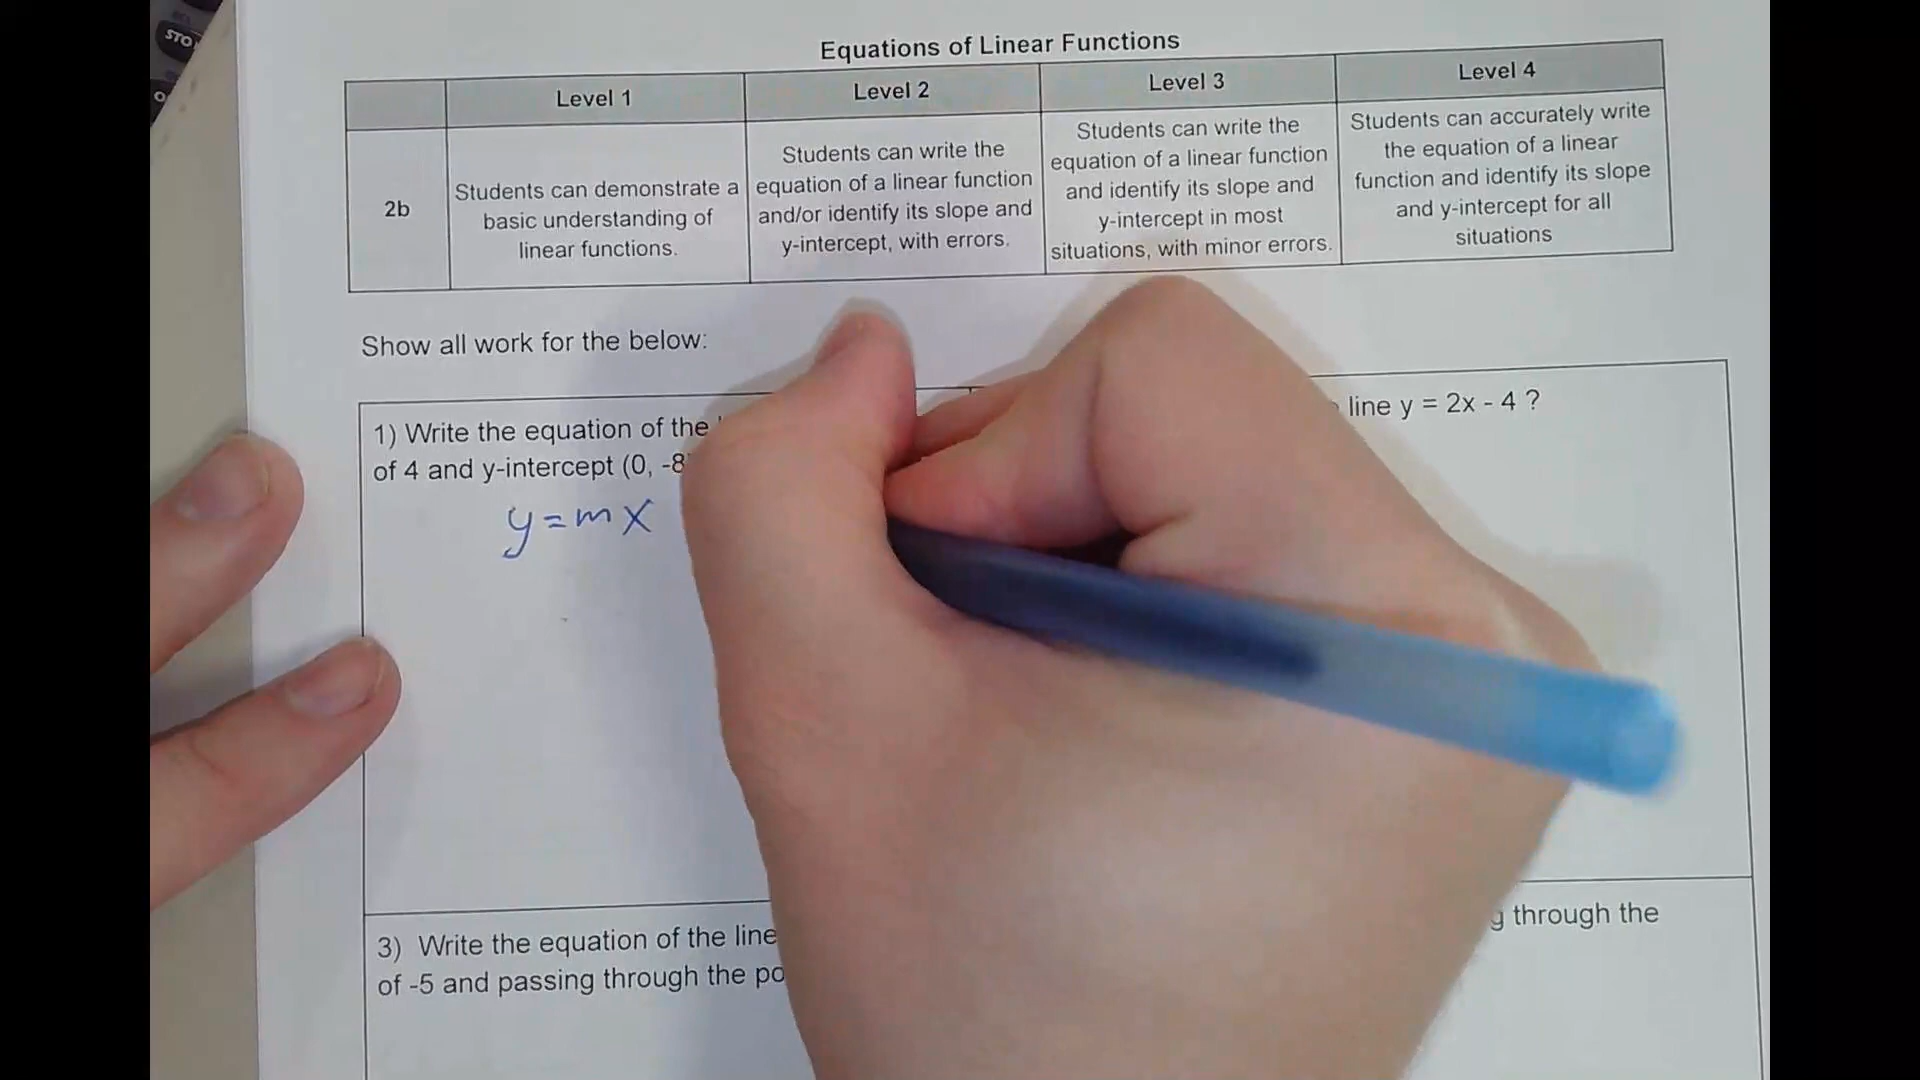 STO
Equations of Linear Functions
Level 1 Level 2 Level 3 Level 4
2b
Students can demonstrate a
basic understanding of
linear functions.
Students can write the
equation of a linear function
and/or identify its slope and
y-intercept, with errors.
Students can write the
equation of a linear function
and identify its slope and
y-intercept in most
situations, with minor errors.
Students can accurately write
the equation of a linear
function and identify its slope
and y-intercept for all
situations
Show all work for the below:
1) Write the equation of the
of 4 and y-intercept (0, -8
y=mx
line y = 2x - 4 ?
3) Write the equation of the line
of -5 and passing through the po
through the